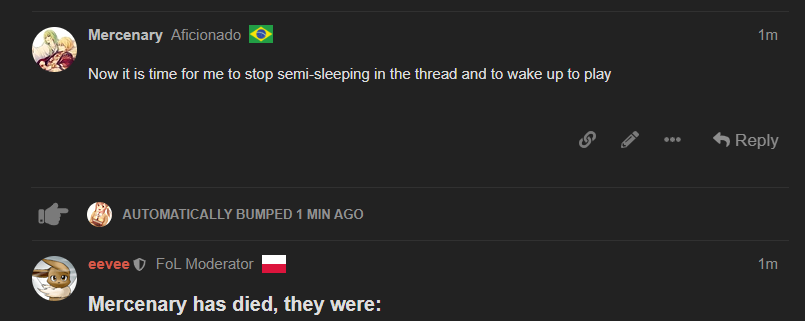 Mercenary Aficionado 1m
Now it is time for me to stop semi-sleeping in the thread and to wake up to play
Reply
AUTOMATICALLY BUMPED 1 MIN AGO
eevee FoL Moderator 1m
Mercenary has died, they were: